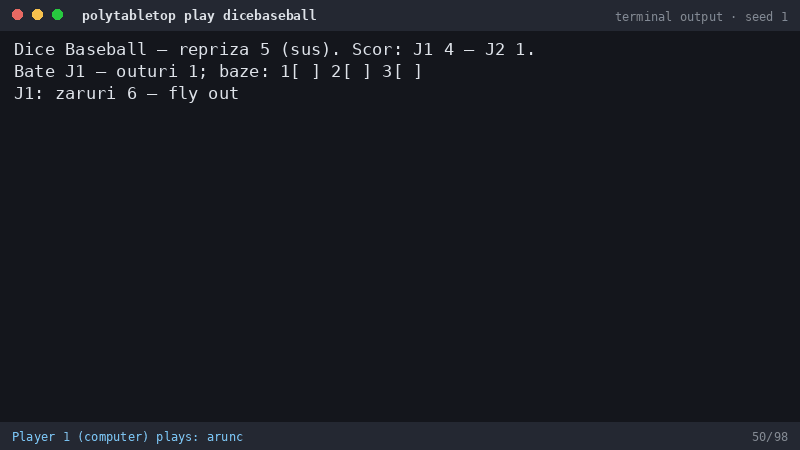 polytabletop play dicebaseball
terminal output · seed 1
Dice Baseball — repriza 5 (sus). Scor: J1 4 — J2 1.
Bate J1 — outuri 1; baze: 1[ ] 2[ ] 3[ ]
J1: zaruri 6 — fly out
Player 1 (computer) plays: arunc
50/98